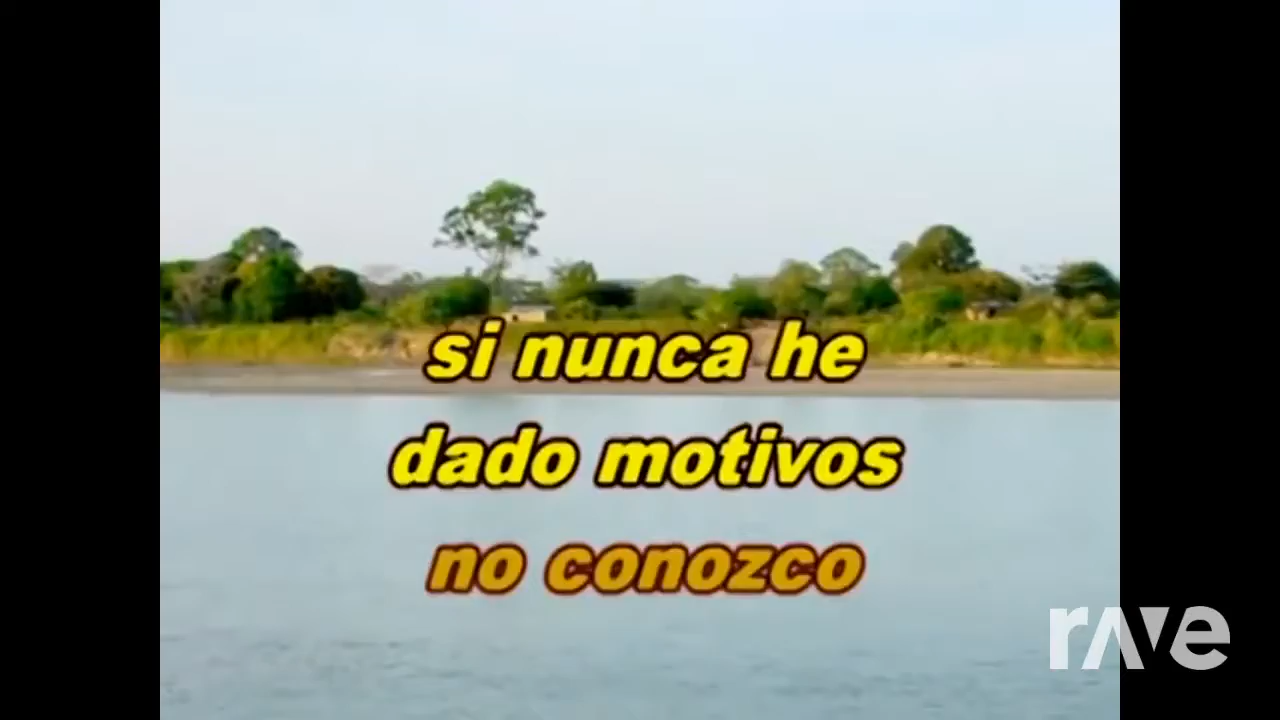 si nunca he
dado motivos
no conozco
rave